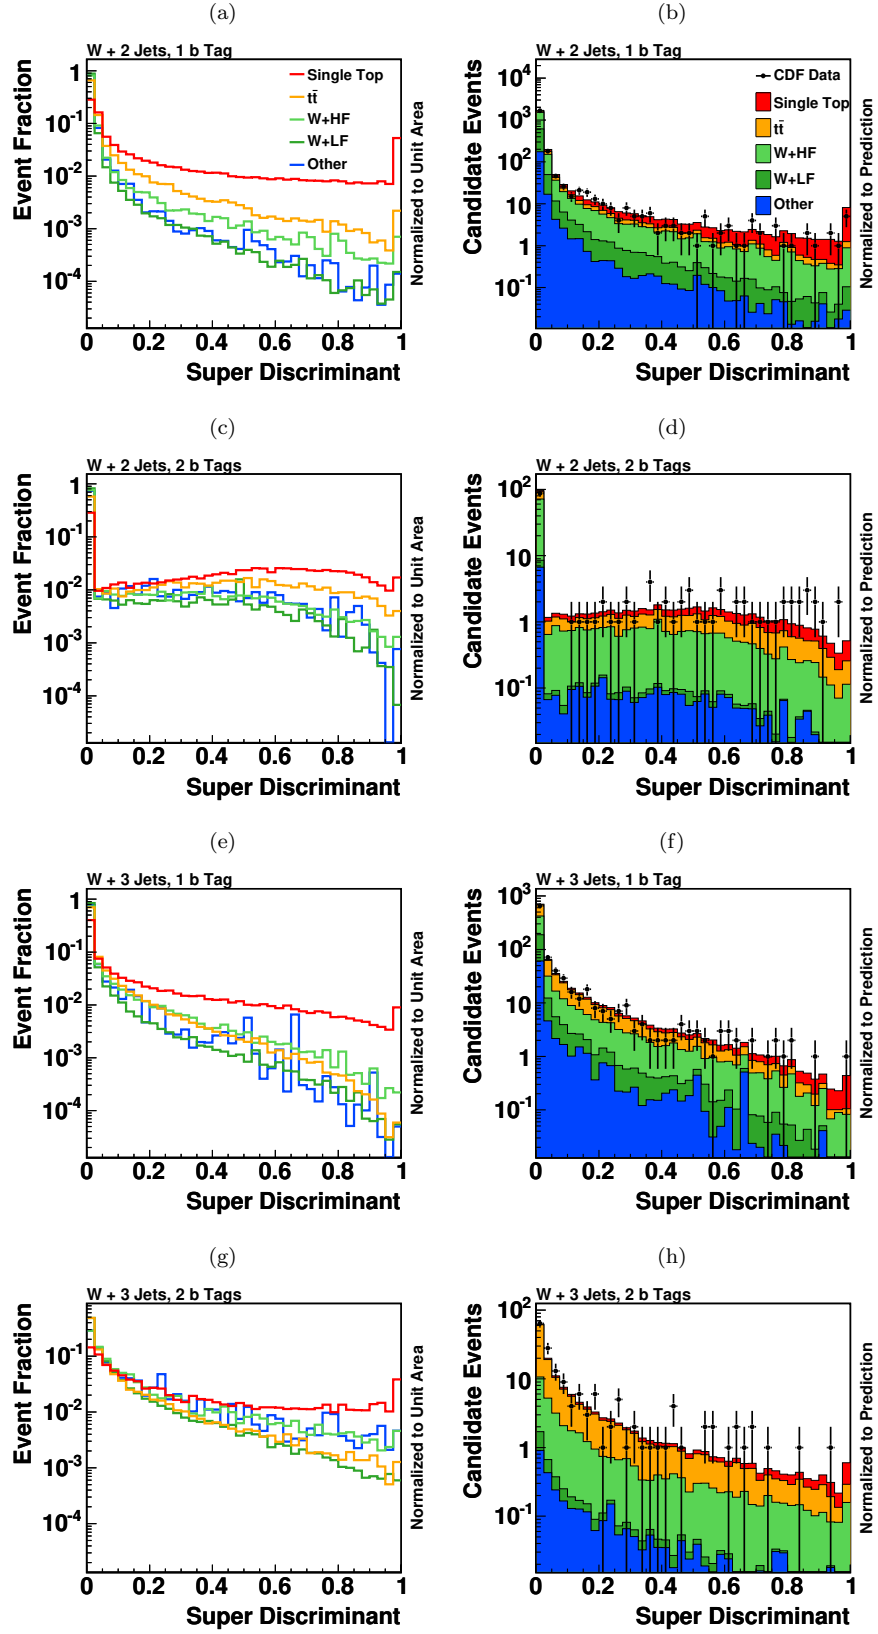 (a)
W + 2 Jets, 1 b Tag
Event Fraction
1
10⁻¹
10⁻²
10⁻³
10⁻⁴
Single Top
tt̄
W+HF
W+LF
Other
Normalized to Unit Area
0 0.2 0.4 0.6 0.8 1
Super Discriminant
(b)
W + 2 Jets, 1 b Tag
Candidate Events
10⁴
10³
10²
10
1
10⁻¹
CDF Data
Single Top
tt̄
W+HF
W+LF
Other
Normalized to Prediction
0 0.2 0.4 0.6 0.8 1
Super Discriminant
(c)
W + 2 Jets, 2 b Tags
Event Fraction
1
10⁻¹
10⁻²
10⁻³
10⁻⁴
Normalized to Unit Area
0 0.2 0.4 0.6 0.8 1
Super Discriminant
(d)
W + 2 Jets, 2 b Tags
Candidate Events
10²
10
1
10⁻¹
Normalized to Prediction
0 0.2 0.4 0.6 0.8 1
Super Discriminant
(e)
W + 3 Jets, 1 b Tag
Event Fraction
1
10⁻¹
10⁻²
10⁻³
10⁻⁴
Normalized to Unit Area
0 0.2 0.4 0.6 0.8 1
Super Discriminant
(f)
W + 3 Jets, 1 b Tag
Candidate Events
10³
10²
10
1
10⁻¹
Normalized to Prediction
0 0.2 0.4 0.6 0.8 1
Super Discriminant
(g)
W + 3 Jets, 2 b Tags
Event Fraction
10⁻¹
10⁻²
10⁻³
10⁻⁴
Normalized to Unit Area
0 0.2 0.4 0.6 0.8 1
Super Discriminant
(h)
W + 3 Jets, 2 b Tags
Candidate Events
10²
10
1
10⁻¹
Normalized to Prediction
0 0.2 0.4 0.6 0.8 1
Super Discriminant